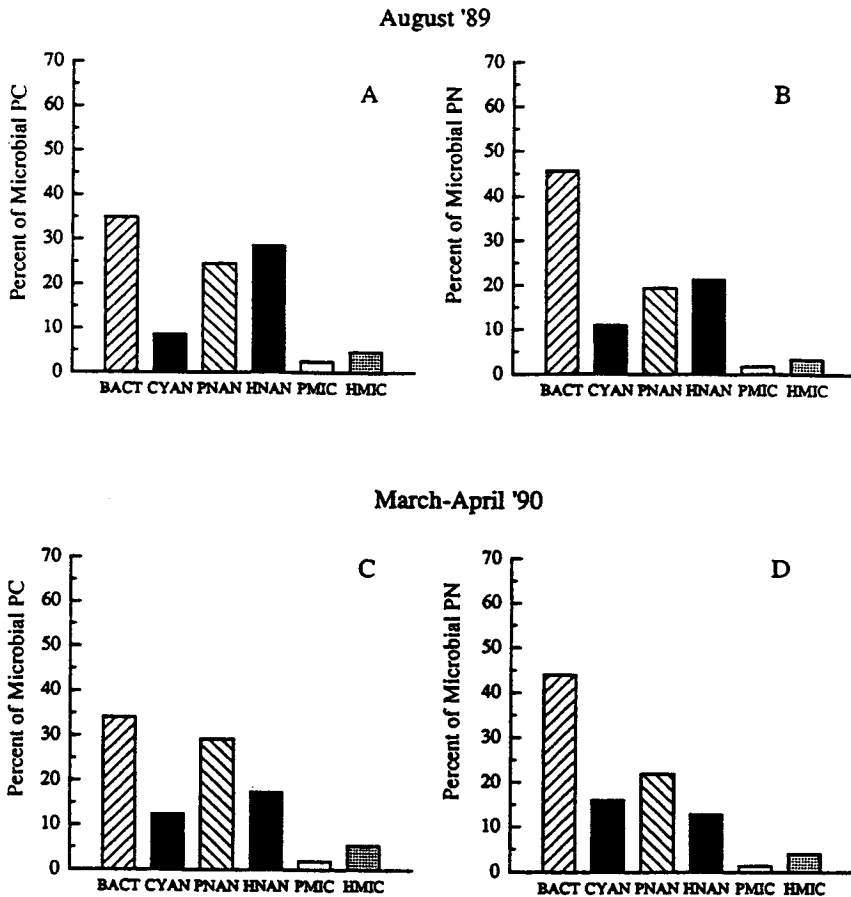 August '89
A
Percent of Microbial PC
70
60
50
40
30
20
10
0
BACT CYAN PNAN HNAN PMIC HMIC
B
Percent of Microbial PN
70
60
50
40
30
20
10
0
BACT CYAN PNAN HNAN PMIC HMIC
March-April '90
C
Percent of Microbial PC
70
60
50
40
30
20
10
0
BACT CYAN PNAN HNAN PMIC HMIC
D
Percent of Microbial PN
70
60
50
40
30
20
10
0
BACT CYAN PNAN HNAN PMIC HMIC